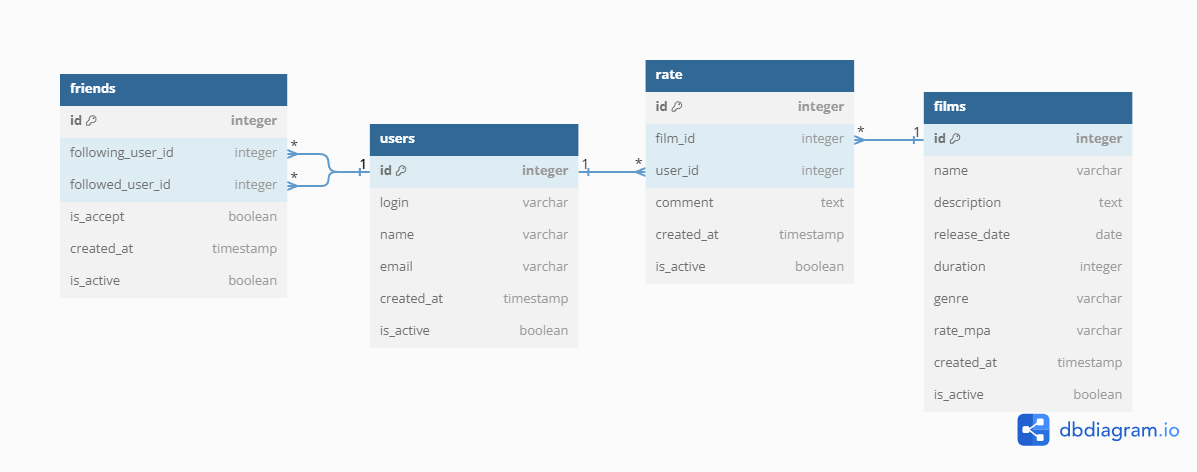 friends
id integer
*
following_user_id integer
*
followed_user_id integer
is_accept boolean
created_at timestamp
is_active boolean
users
1
id integer
1
login varchar
name varchar
email varchar
created_at timestamp
is_active boolean
rate
id integer
*
film_id integer
*
user_id integer
comment text
created_at timestamp
is_active boolean
films
1
id integer
name varchar
description text
release_date date
duration integer
genre varchar
rate_mpa varchar
created_at timestamp
is_active boolean
dbdiagram.io